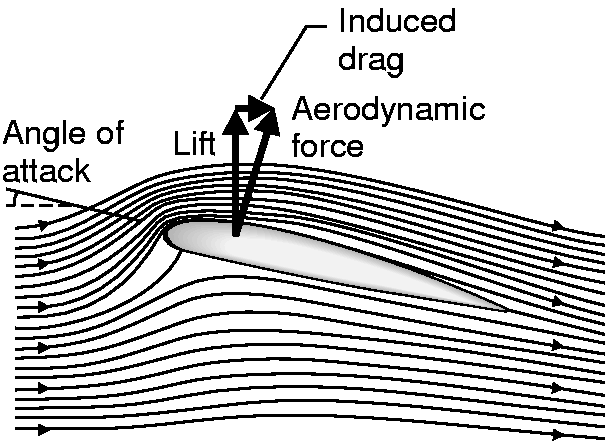 Induced
drag
Aerodynamic
force
Lift
Angle of
attack